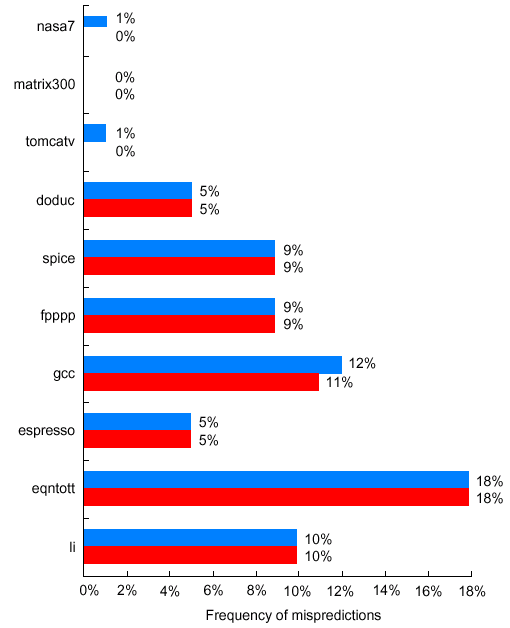 nasa7
1%
0%
matrix300
0%
0%
tomcatv
1%
0%
doduc
5%
5%
spice
9%
9%
fpppp
9%
9%
gcc
12%
11%
espresso
5%
5%
eqntott
18%
18%
li
10%
10%
0% 2% 4% 6% 8% 10% 12% 14% 16% 18%
Frequency of mispredictions